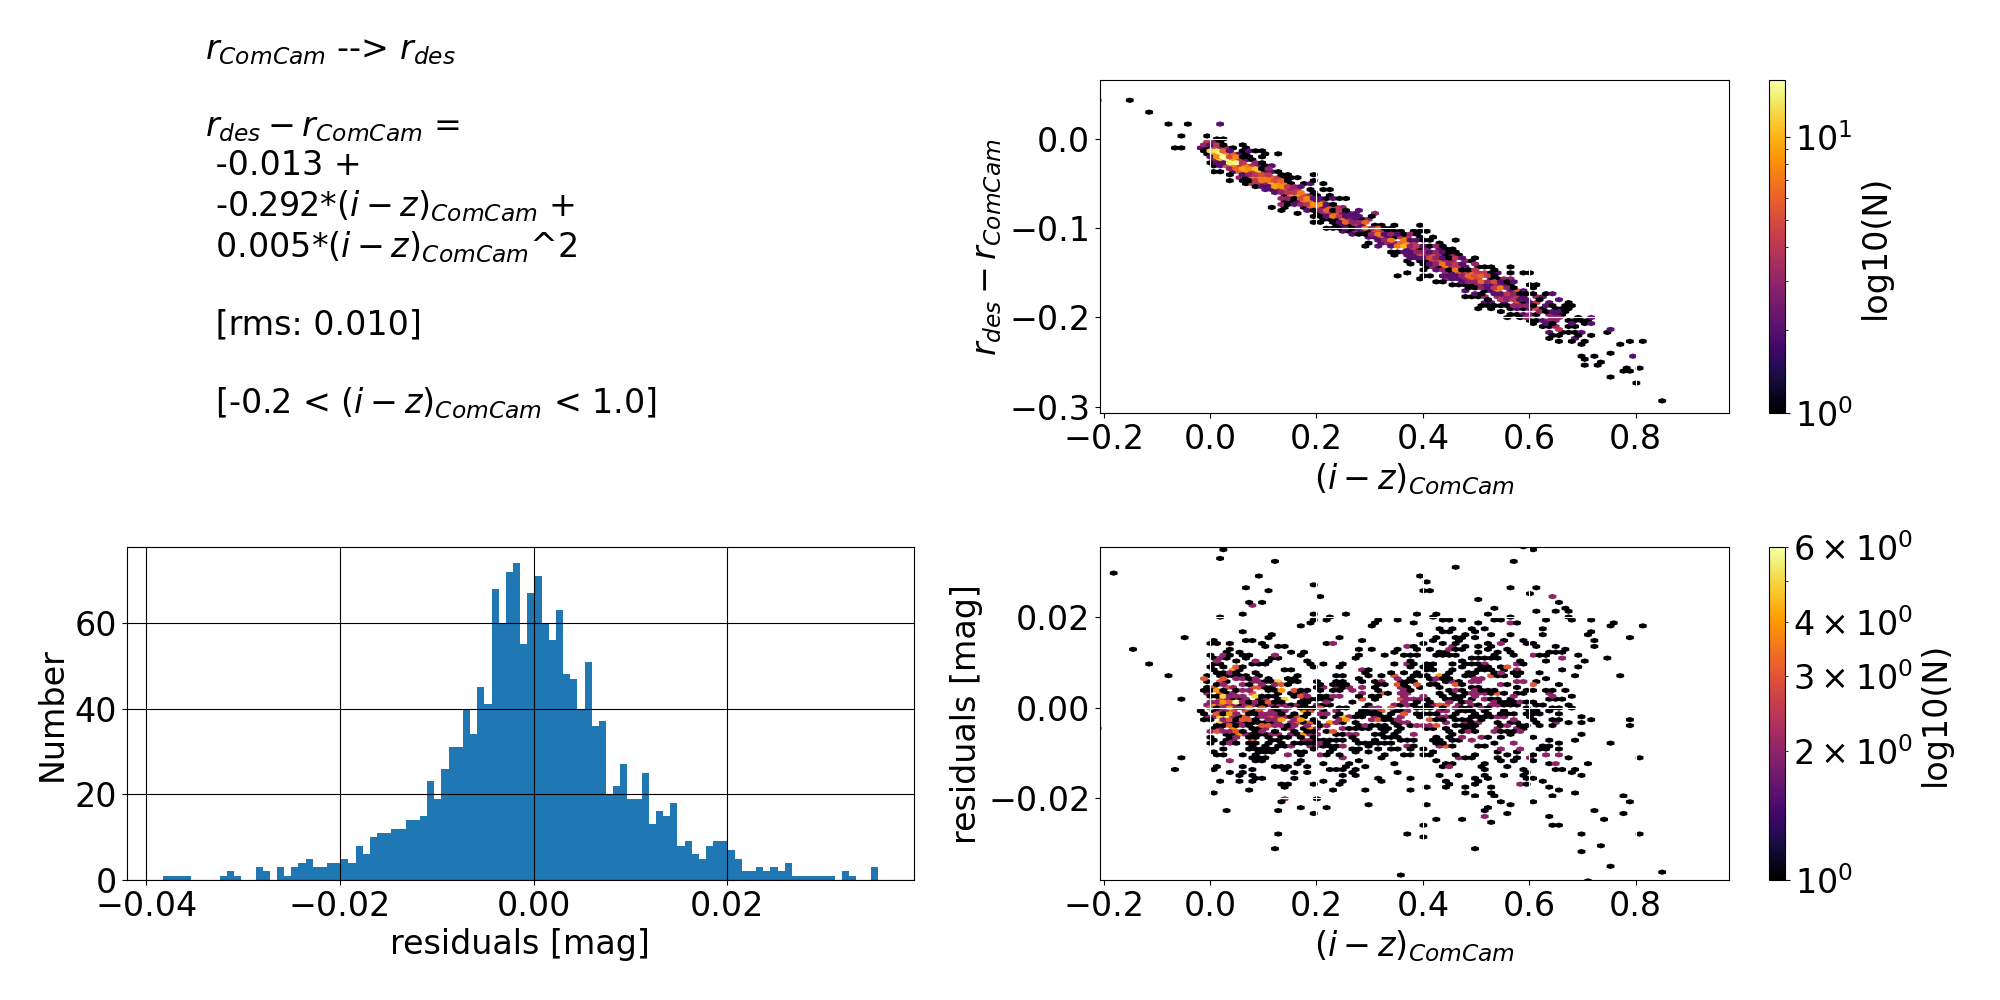 r_ComCam --> r_des
r_des − r_ComCam =
-0.013 +
-0.292*(i − z)_ComCam +
0.005*(i − z)_ComCam^2
[rms: 0.010]
[-0.2 < (i − z)_ComCam < 1.0]
r_des − r_ComCam
0.0
−0.1
−0.2
−0.3
−0.2 0.0 0.2 0.4 0.6 0.8
(i − z)_ComCam
10^1
10^0
log10(N)
Number
60
40
20
0
−0.04 −0.02 0.00 0.02
residuals [mag]
residuals [mag]
0.02
0.00
−0.02
−0.2 0.0 0.2 0.4 0.6 0.8
(i − z)_ComCam
6 × 10^0
4 × 10^0
3 × 10^0
2 × 10^0
10^0
log10(N)